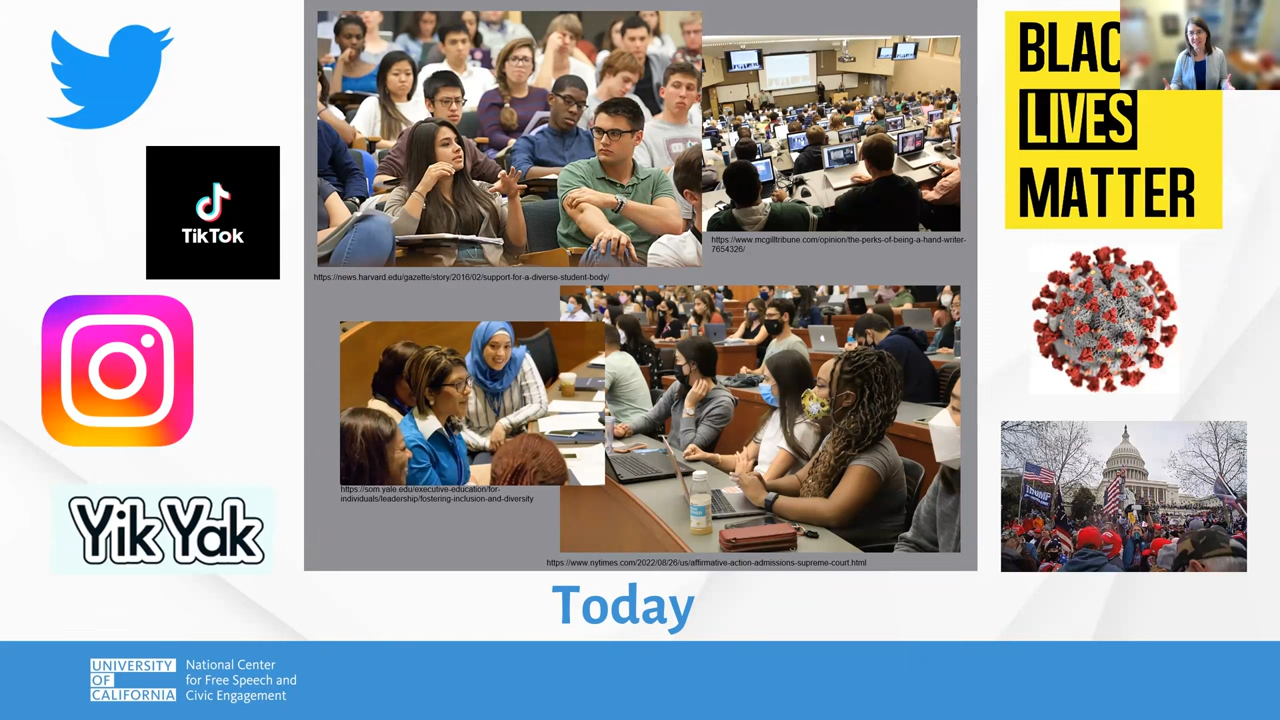 TikTok
Yik Yak
https://news.harvard.edu/gazette/story/2016/02/support-for-a-diverse-student-body/
https://www.mcgilltribune.com/opinion/the-perks-of-being-a-hand-writer-
7654326/
https://som.yale.edu/executive-education/for-
individuals/leadership/fostering-inclusion-and-diversity
https://www.nytimes.com/2022/08/26/us/affirmative-action-admissions-supreme-court.html
BLAC
LIVES
MATTER
TRUMP
Today
UNIVERSITY
OF
CALIFORNIA
National Center
for Free Speech and
Civic Engagement